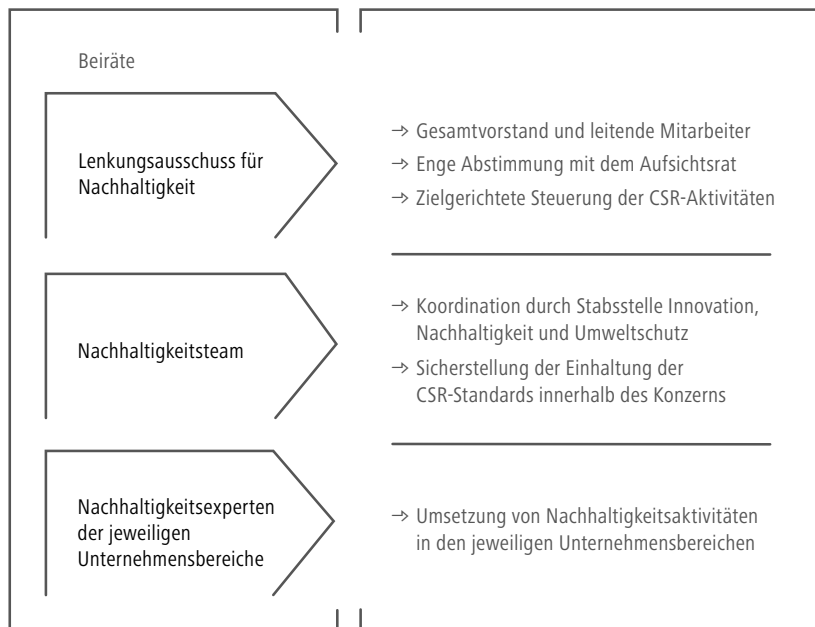 Beiräte
Lenkungsausschuss für
Nachhaltigkeit
→ Gesamtvorstand und leitende Mitarbeiter
→ Enge Abstimmung mit dem Aufsichtsrat
→ Zielgerichtete Steuerung der CSR-Aktivitäten
Nachhaltigkeitsteam
→ Koordination durch Stabsstelle Innovation,
Nachhaltigkeit und Umweltschutz
→ Sicherstellung der Einhaltung der
CSR-Standards innerhalb des Konzerns
Nachhaltigkeitsexperten
der jeweiligen
Unternehmensbereiche
→ Umsetzung von Nachhaltigkeitsaktivitäten
in den jeweiligen Unternehmensbereichen